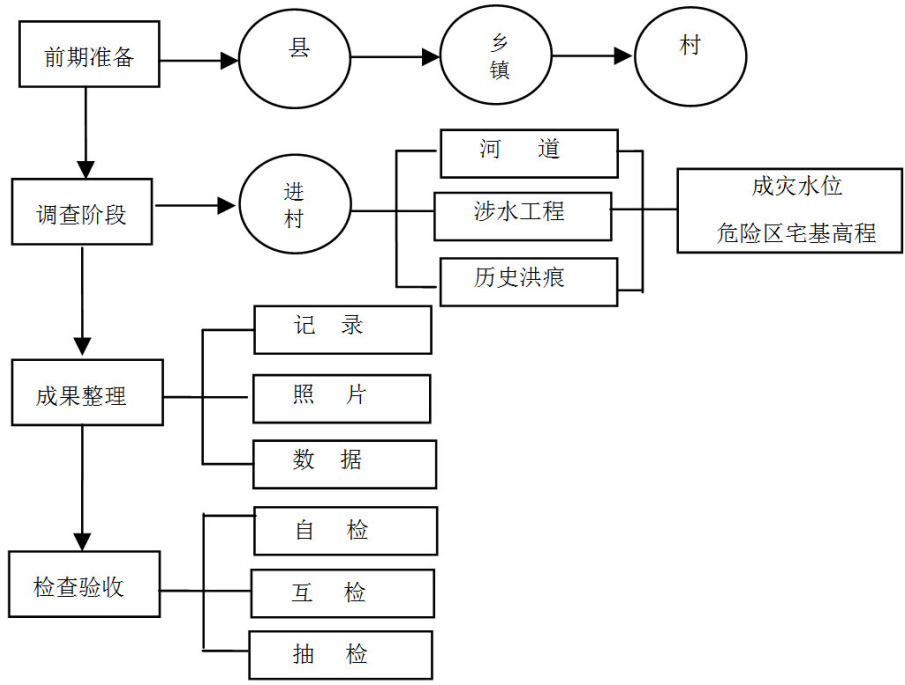 前期准备
县
乡
镇
村
调查阶段
进
村
河 道
涉水工程
历史洪痕
成灾水位
危险区宅基高程
成果整理
记 录
照 片
数 据
检查验收
自 检
互 检
抽 检